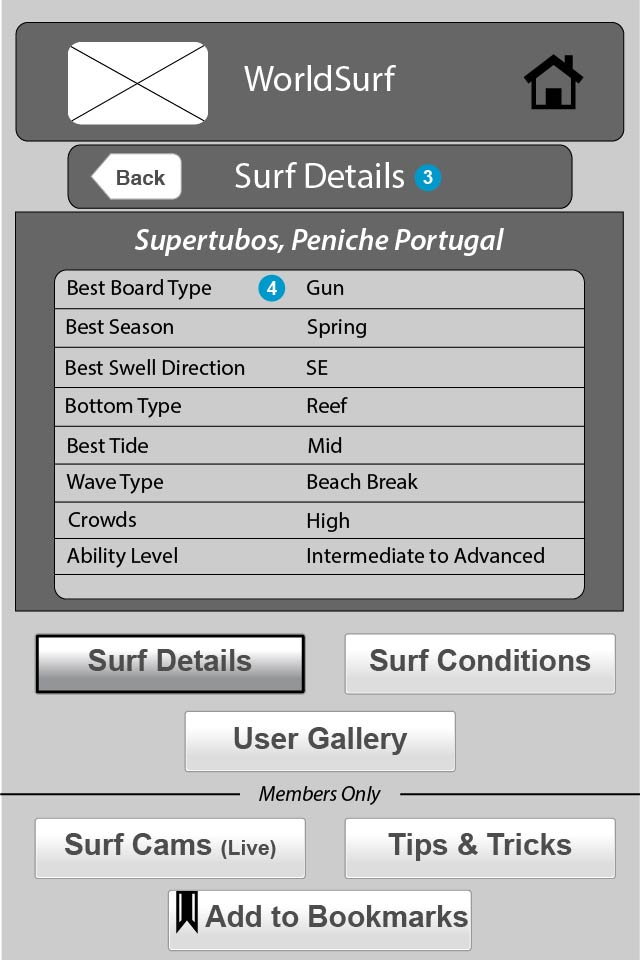 WorldSurf
Back
Surf Details 3
Supertubos, Peniche Portugal
Best Board Type 4 Gun
Best Season Spring
Best Swell Direction SE
Bottom Type Reef
Best Tide Mid
Wave Type Beach Break
Crowds High
Ability Level Intermediate to Advanced
Surf Details Surf Conditions
User Gallery
Members Only
Surf Cams (Live) Tips & Tricks
Add to Bookmarks